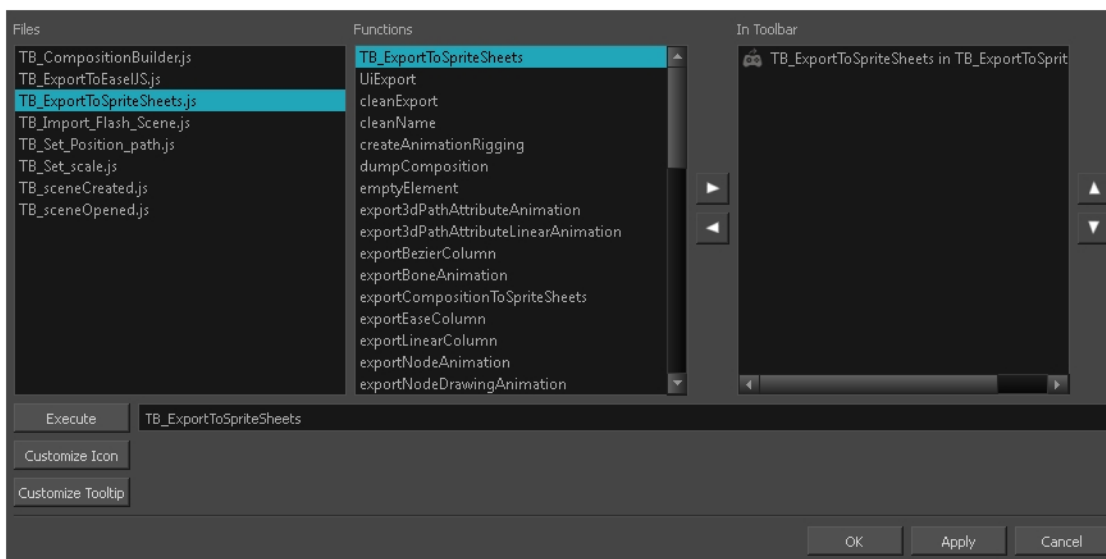 Files
TB_CompositionBuilder.js
TB_ExportToEaselJS.js
TB_ExportToSpriteSheets.js
TB_Import_Flash_Scene.js
TB_Set_Position_path.js
TB_Set_scale.js
TB_sceneCreated.js
TB_sceneOpened.js
Functions
TB_ExportToSpriteSheets
UiExport
cleanExport
cleanName
createAnimationRigging
dumpComposition
emptyElement
export3dPathAttributeAnimation
export3dPathAttributeLinearAnimation
exportBezierColumn
exportBoneAnimation
exportCompositionToSpriteSheets
exportEaseColumn
exportLinearColumn
exportNodeAnimation
exportNodeDrawingAnimation
In Toolbar
TB_ExportToSpriteSheets in TB_ExportToSprit
Execute
TB_ExportToSpriteSheets
Customize Icon
Customize Tooltip
OK
Apply
Cancel